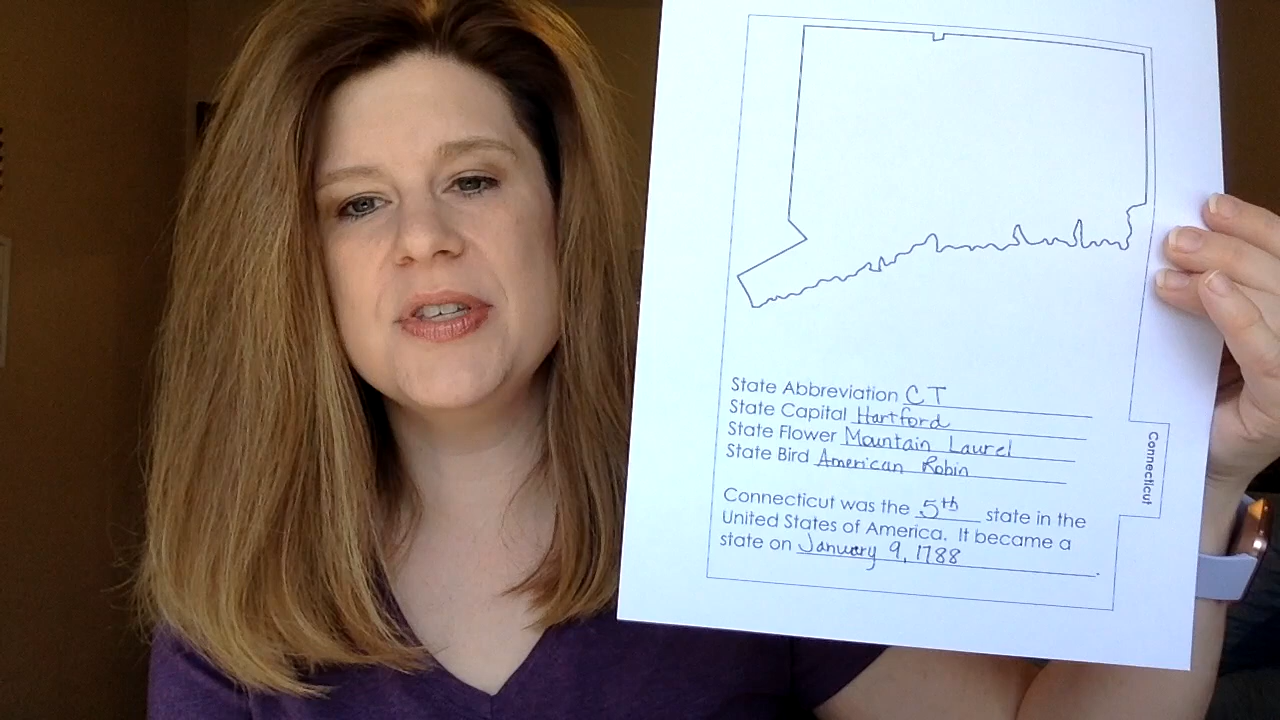 State Abbreviation CT
State Capital Hartford
State Flower Mountain Laurel
State Bird American Robin
Connecticut was the 5th state in the
United States of America. It became a
state on January 9, 1788.
Connecticut